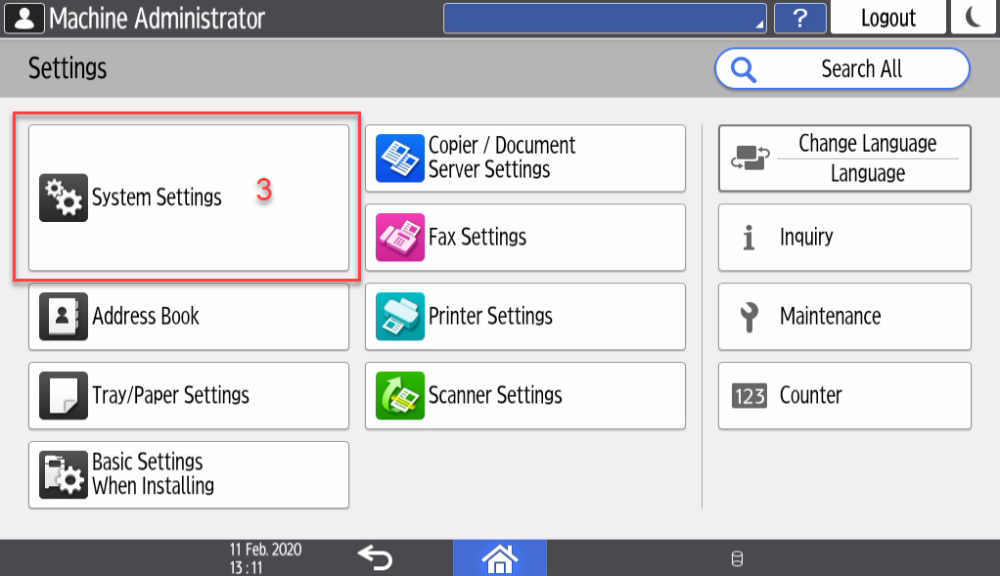 Machine Administrator
?
Logout
Settings
Search All
System Settings
3
Address Book
Tray/Paper Settings
Basic Settings
When Installing
Copier / Document
Server Settings
Fax Settings
Printer Settings
Scanner Settings
Change Language
Language
i
Inquiry
Maintenance
123
Counter
11 Feb. 2020
13 : 11